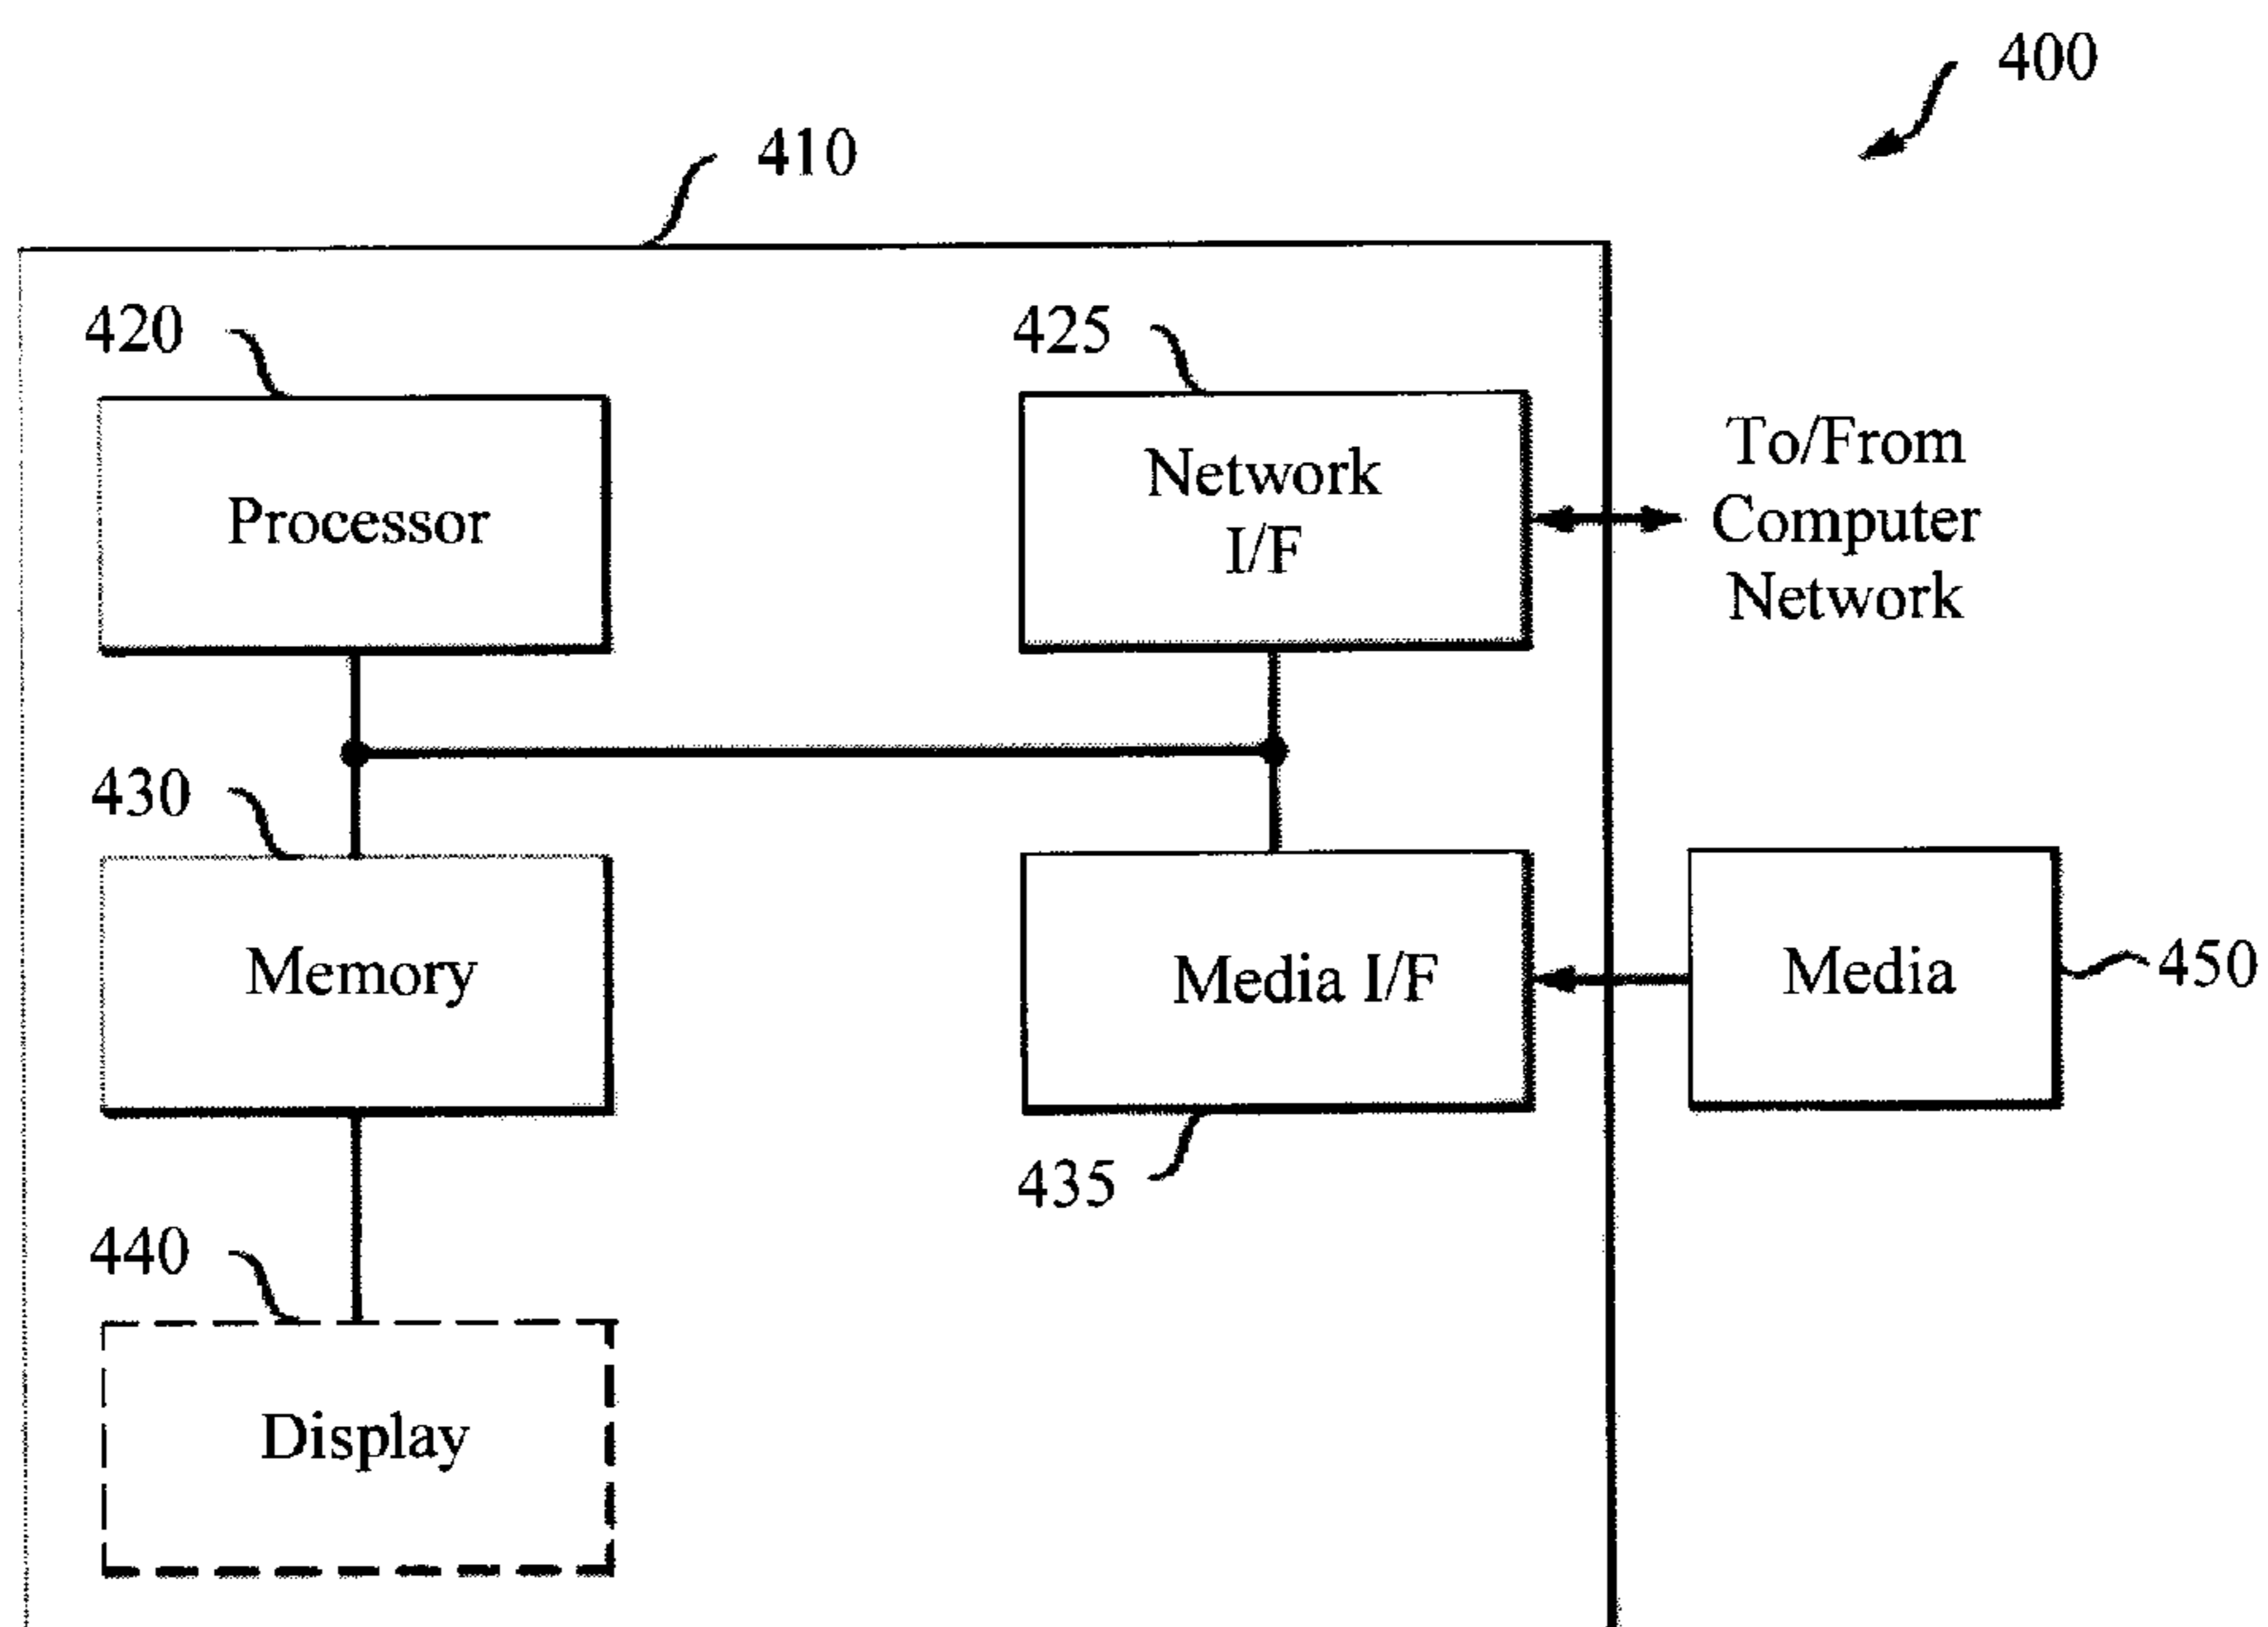 400
410
420
425
Processor
Network
I/F
To/From
Computer
Network
430
Memory
Media I/F
Media
450
435
440
Display